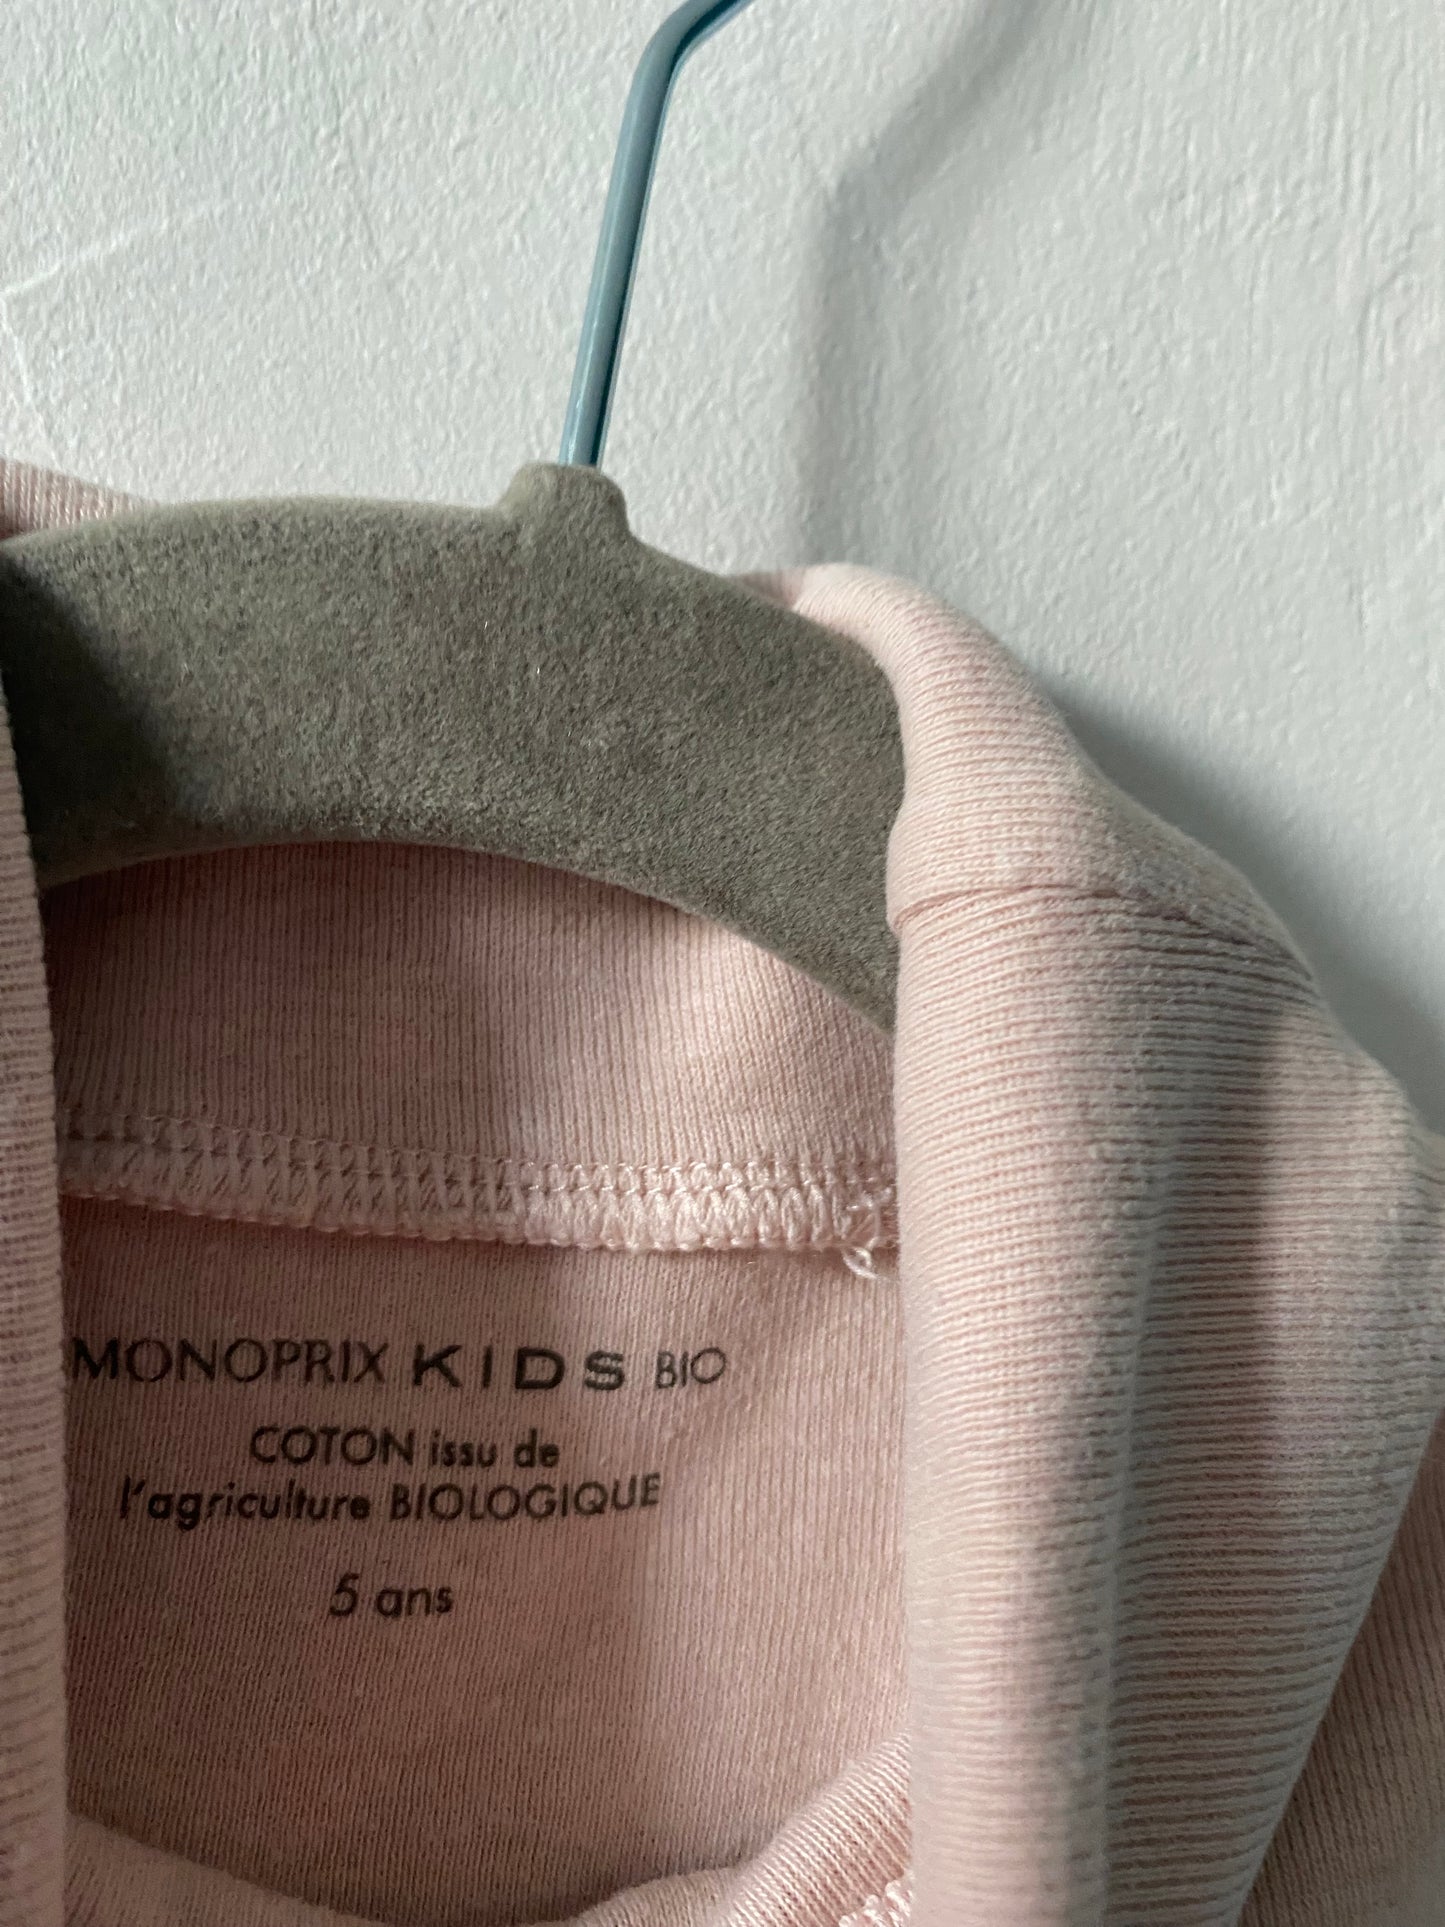 MONOPRIX KIDS BIO
COTON issu de
l'agriculture BIOLOGIQUE
5 ans